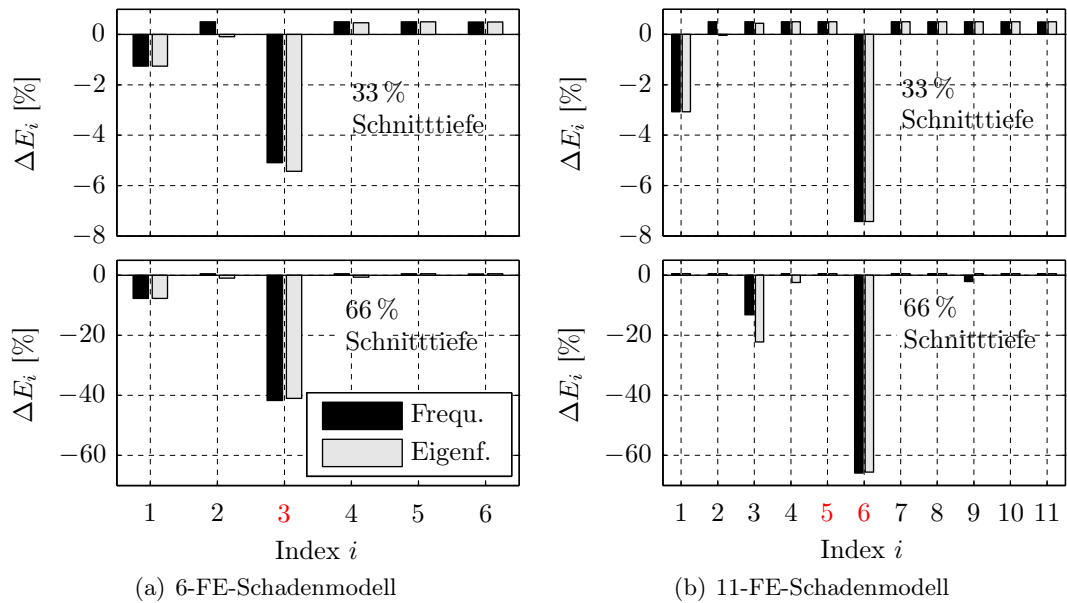 0
−2
−4
−6
−8
ΔE_i [%]
33 %
Schnitttiefe
0
−20
−40
−60
ΔE_i [%]
66 %
Schnitttiefe
Frequ.
Eigenf.
1 2 3 4 5 6
Index i
(a) 6-FE-Schadenmodell
0
−2
−4
−6
−8
ΔE_i [%]
33 %
Schnitttiefe
0
−20
−40
−60
ΔE_i [%]
66 %
Schnitttiefe
1 2 3 4 5 6 7 8 9 10 11
Index i
(b) 11-FE-Schadenmodell